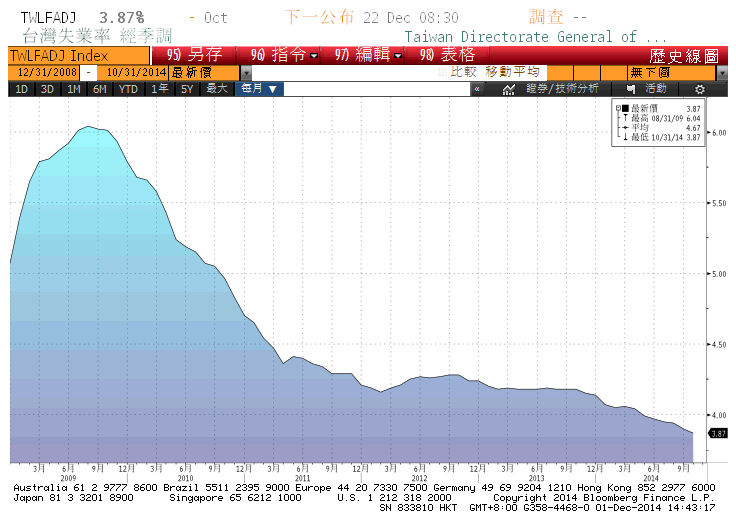 TWLFADJ 3.87% - Oct 下一公布 22 Dec 08:30 調查 --
台灣失業率 經季調 Taiwan Directorate General of ...
TWLFADJ Index 95) 另存 96) 指令 97) 編輯 98) 表格 歷史線圖
12/31/2008 - 10/31/2014 最新價 比較 移動平均 無下圖
1D 3D 1M 6M YTD 1年 5Y 最大 每月 ▼ « 證券/技術分析 活動
最新價 3.87
最高 08/31/09 6.04
平均 4.67
最低 10/31/14 3.87
6.00
5.50
5.00
4.50
4.00
3.87
3月 6月 9月 12月 3月 6月 9月 12月 3月 6月 9月 12月 3月 6月 9月 12月 3月 6月 9月 12月 3月 6月 9月
2009 2010 2011 2012 2013 2014
Australia 61 2 9777 8600 Brazil 5511 2395 9000 Europe 44 20 7330 7500 Germany 49 69 9204 1210 Hong Kong 852 2977 6000
Japan 81 3 3201 8900 Singapore 65 6212 1000 U.S. 1 212 318 2000 Copyright 2014 Bloomberg Finance L.P.
SN 833810 HKT GMT+8:00 G358-4468-0 01-Dec-2014 14:43:17